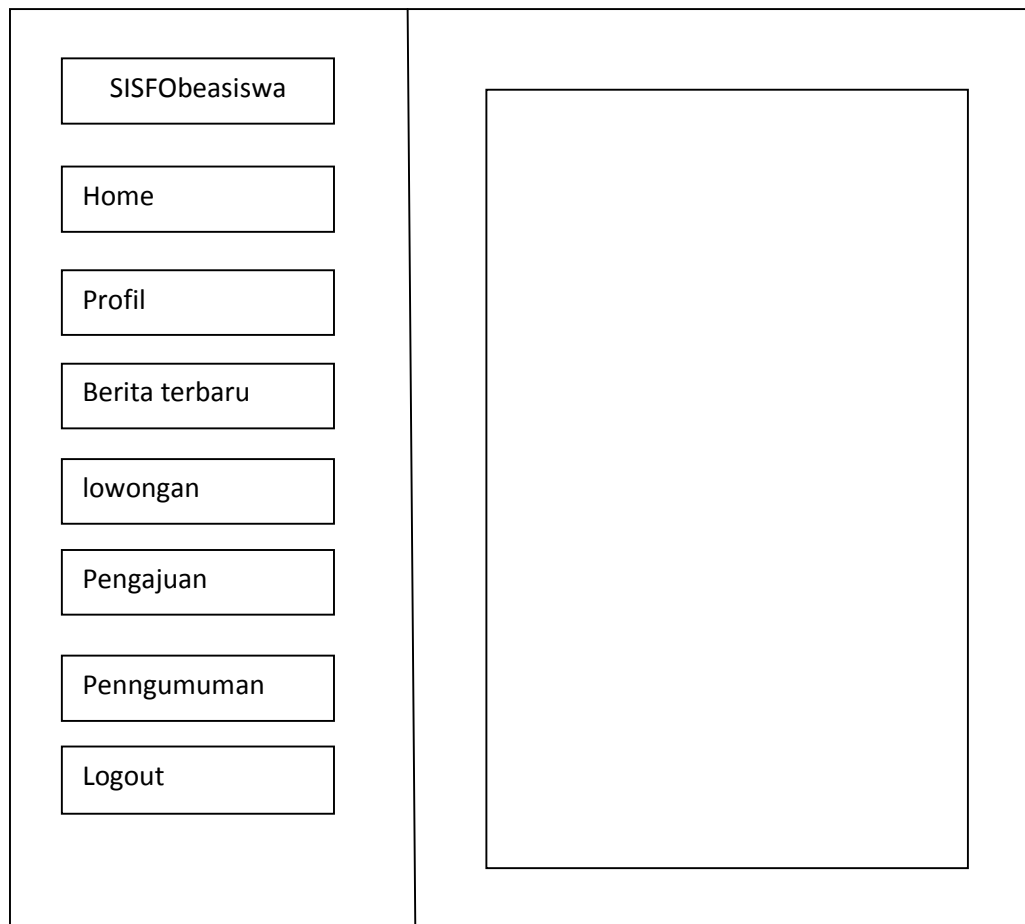 SISFObeasiswa
Home
Profil
Berita terbaru
lowongan
Pengajuan
Penngumuman
Logout